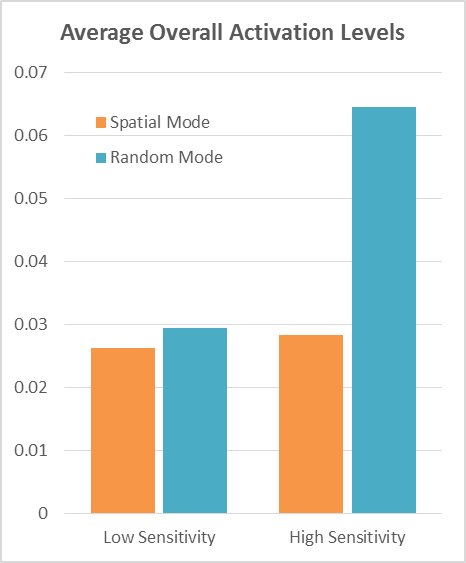 Average Overall Activation Levels
0.07
Spatial Mode
0.06
Random Mode
0.05
0.04
0.03
0.02
0.01
0
Low Sensitivity High Sensitivity